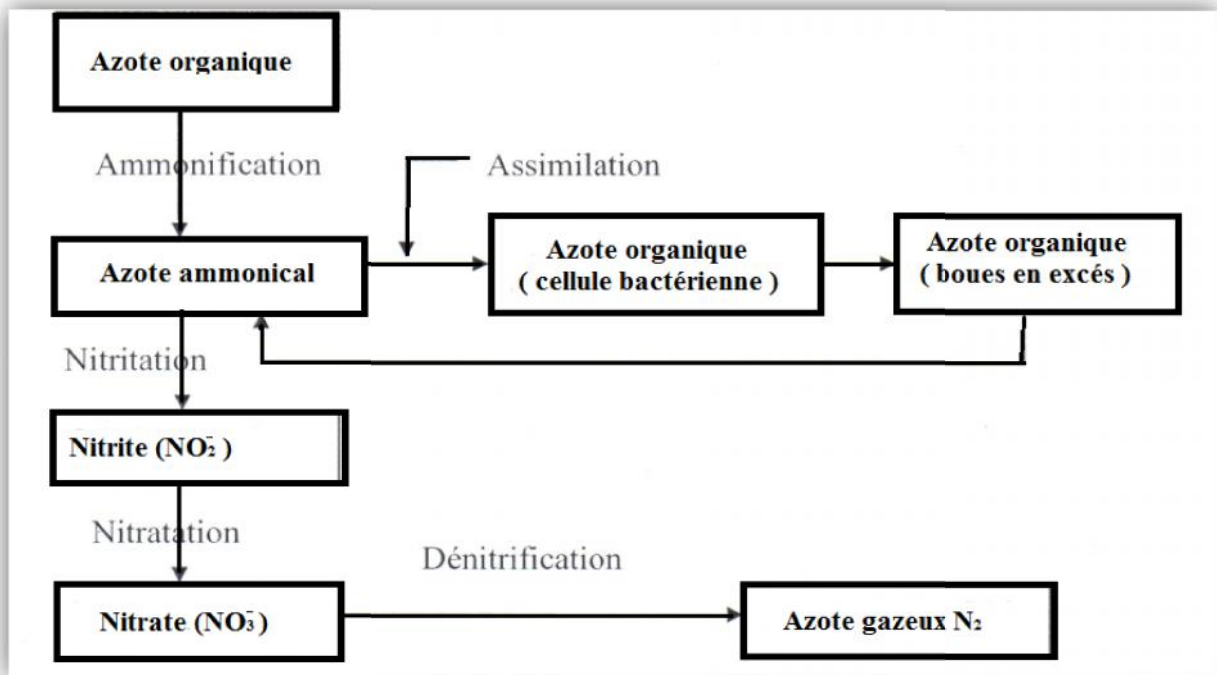 Azote organique
Ammonification
Assimilation
Azote ammonical
Azote organique
( cellule bactérienne )
Azote organique
( boues en excés )
Nitritation
Nitrite (NO₂⁻ )
Nitratation
Dénitrification
Nitrate (NO₃⁻ )
Azote gazeux N₂